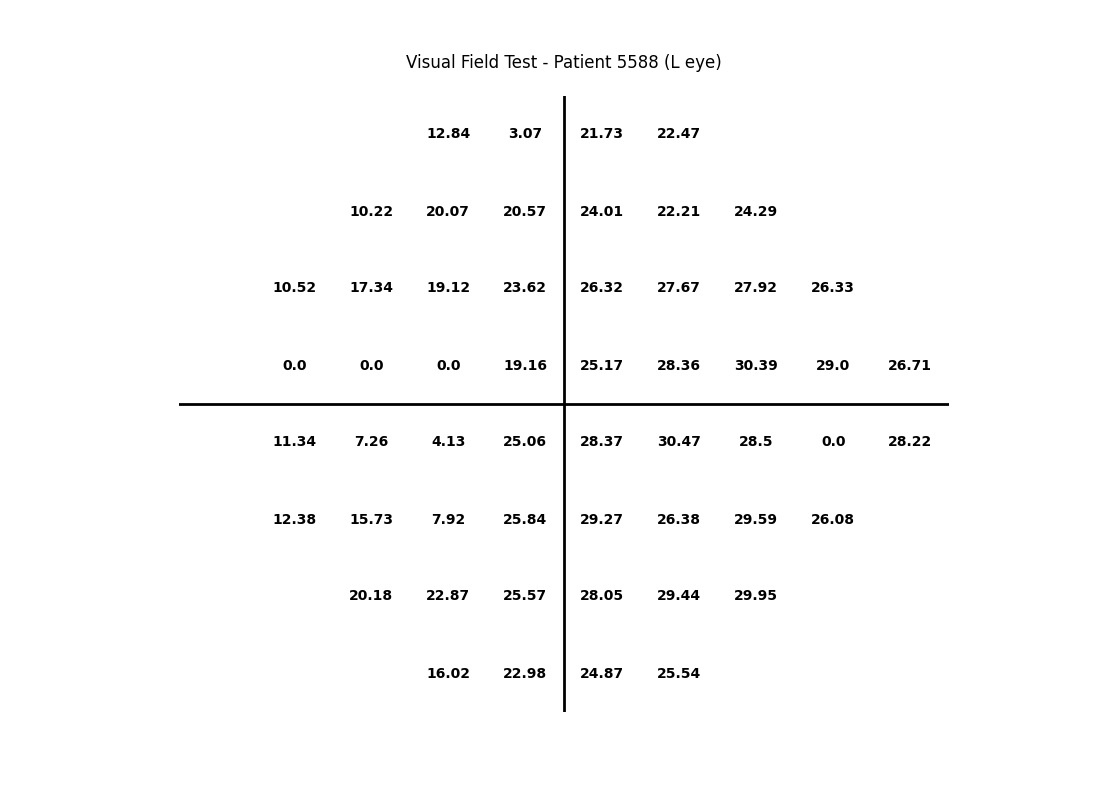 Visual Field Test - Patient 5588 (L eye)
12.84 3.07 21.73 22.47
10.22 20.07 20.57 24.01 22.21 24.29
10.52 17.34 19.12 23.62 26.32 27.67 27.92 26.33
0.0 0.0 0.0 19.16 25.17 28.36 30.39 29.0 26.71
11.34 7.26 4.13 25.06 28.37 30.47 28.5 0.0 28.22
12.38 15.73 7.92 25.84 29.27 26.38 29.59 26.08
20.18 22.87 25.57 28.05 29.44 29.95
16.02 22.98 24.87 25.54